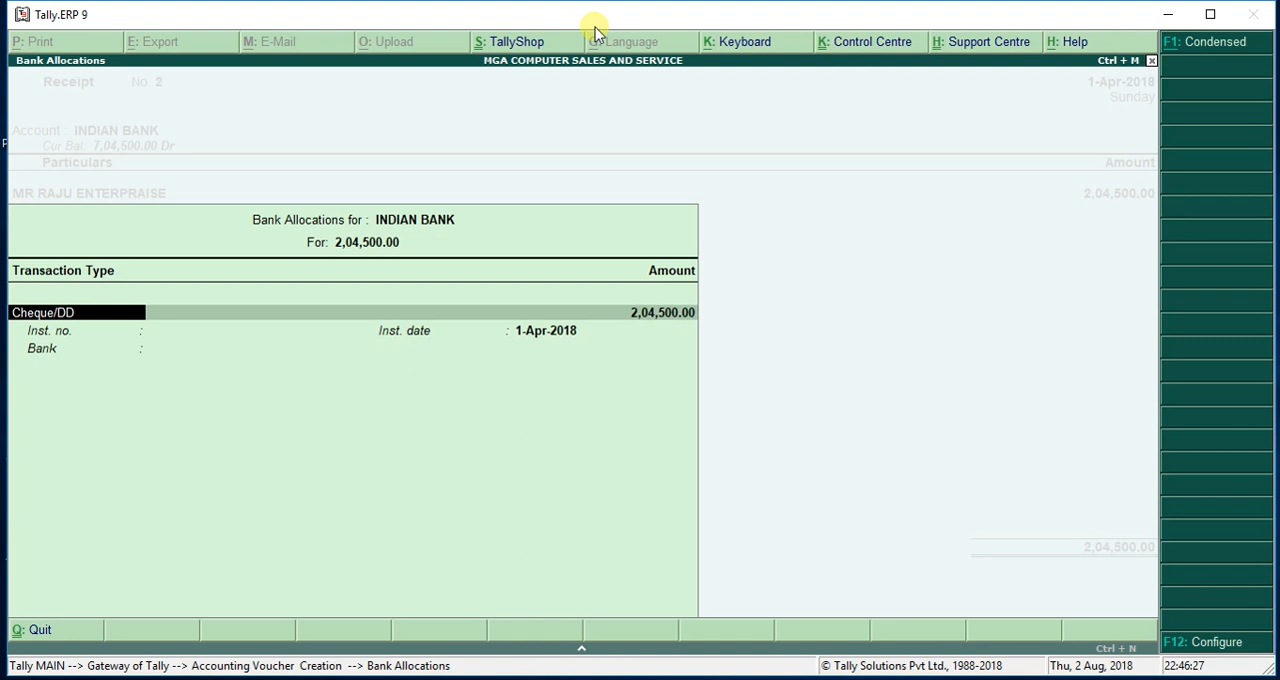 Tally.ERP 9
P: Print E: Export M: E-Mail O: Upload S: TallyShop G: Language K: Keyboard K: Control Centre H: Support Centre H: Help F1: Condensed
Bank Allocations MGA COMPUTER SALES AND SERVICE Ctrl + M
Receipt No 2 1-Apr-2018
Sunday
Account : INDIAN BANK
Cur Bal: 7,04,500.00 Dr
Particulars Amount
MR RAJU ENTERPRAISE 2,04,500.00
Bank Allocations for : INDIAN BANK
For: 2,04,500.00
Transaction Type Amount
Cheque/DD 2,04,500.00
Inst. no. : Inst. date : 1-Apr-2018
Bank :
2,04,500.00
Q: Quit
F12: Configure
Ctrl + N
Tally MAIN --> Gateway of Tally --> Accounting Voucher Creation --> Bank Allocations © Tally Solutions Pvt Ltd., 1988-2018 Thu, 2 Aug, 2018 22:46:27